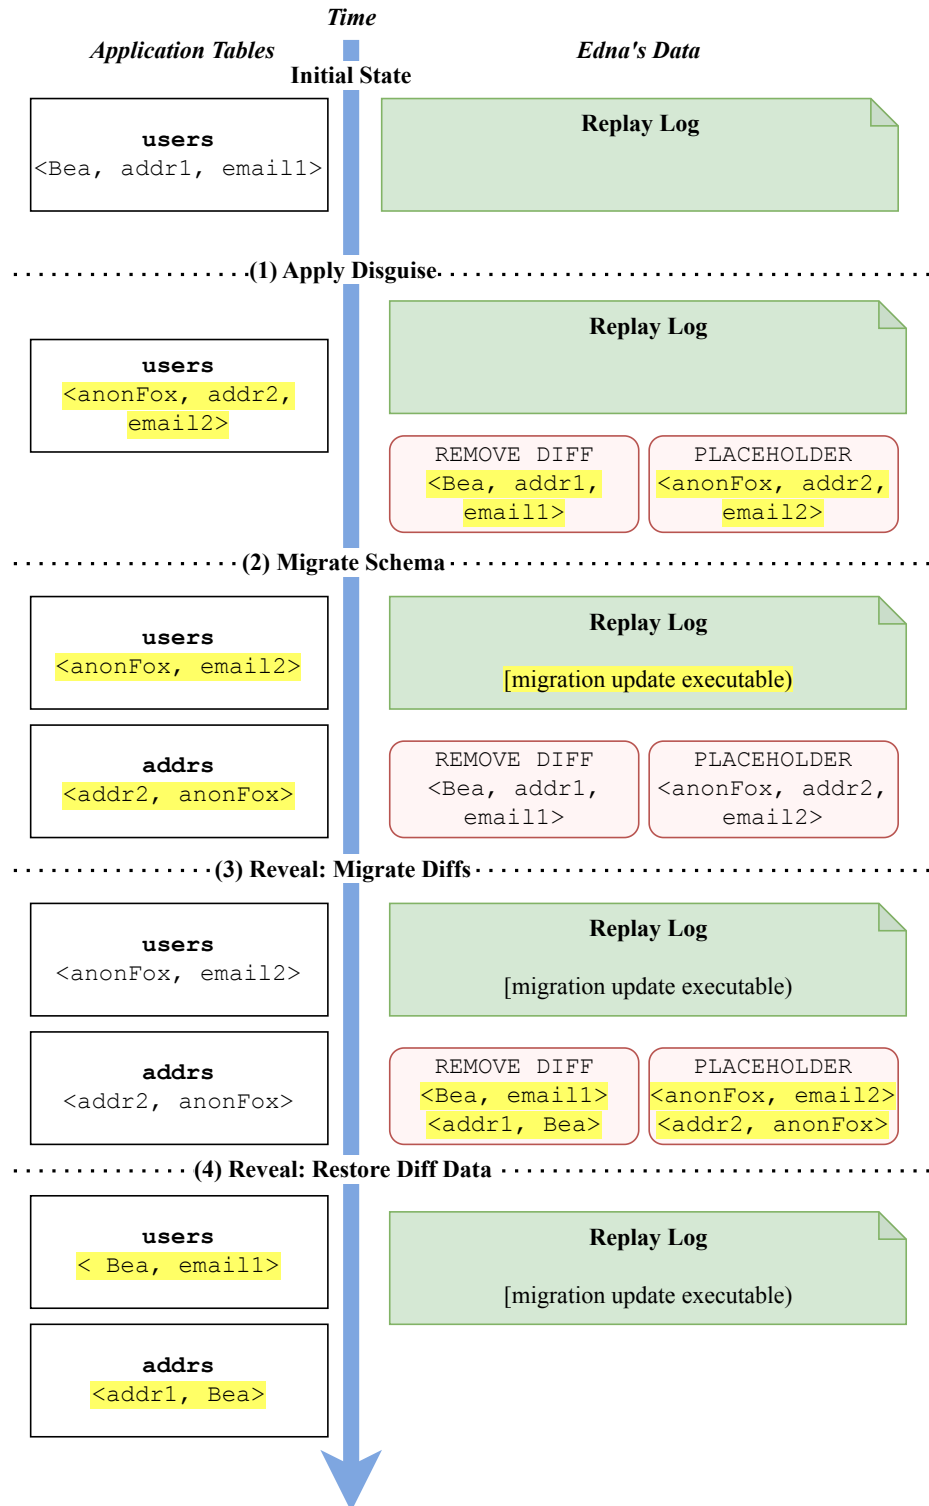 Time
Application Tables
Edna's Data
Initial State
users
<Bea, addr1, email1>
Replay Log
(1) Apply Disguise
users
<anonFox, addr2,
email2>
Replay Log
REMOVE DIFF
<Bea, addr1,
email1>
PLACEHOLDER
<anonFox, addr2,
email2>
(2) Migrate Schema
users
<anonFox, email2>
addrs
<addr2, anonFox>
Replay Log
[migration update executable)
REMOVE DIFF
<Bea, addr1,
email1>
PLACEHOLDER
<anonFox, addr2,
email2>
(3) Reveal: Migrate Diffs
users
<anonFox, email2>
addrs
<addr2, anonFox>
Replay Log
[migration update executable)
REMOVE DIFF
<Bea, email1>
<addr1, Bea>
PLACEHOLDER
<anonFox, email2>
<addr2, anonFox>
(4) Reveal: Restore Diff Data
users
< Bea, email1>
addrs
<addr1, Bea>
Replay Log
[migration update executable)